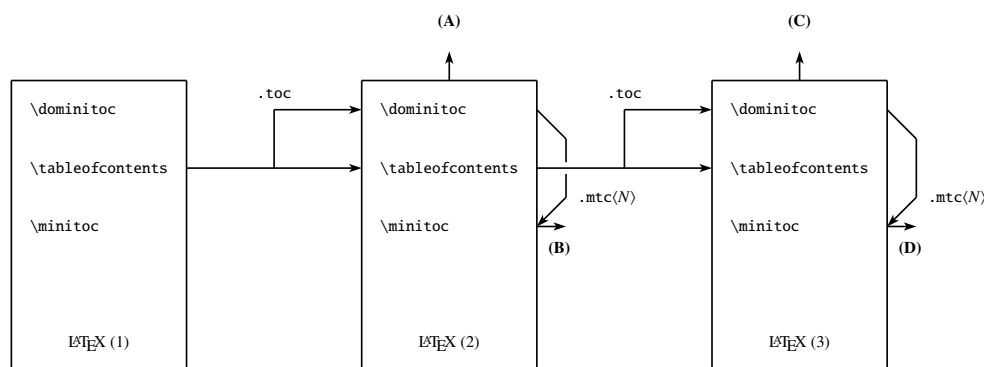 (A)
(C)
.toc
.toc
\dominitoc
\dominitoc
\dominitoc
\tableofcontents
\tableofcontents
\tableofcontents
.mtc⟨N⟩
.mtc⟨N⟩
\minitoc
\minitoc
\minitoc
(B)
(D)
LATEX (1)
LATEX (2)
LATEX (3)